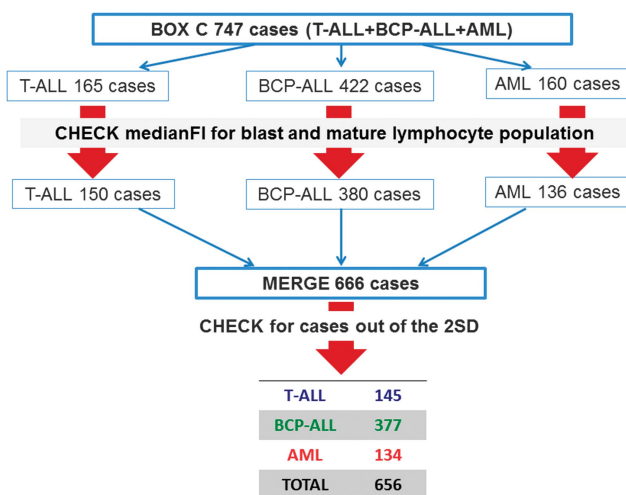 BOX C 747 cases (T-ALL+BCP-ALL+AML)
T-ALL 165 cases
BCP-ALL 422 cases
AML 160 cases
CHECK medianFI for blast and mature lymphocyte population
T-ALL 150 cases
BCP-ALL 380 cases
AML 136 cases
MERGE 666 cases
CHECK for cases out of the 2SD
T-ALL 145
BCP-ALL 377
AML 134
TOTAL 656